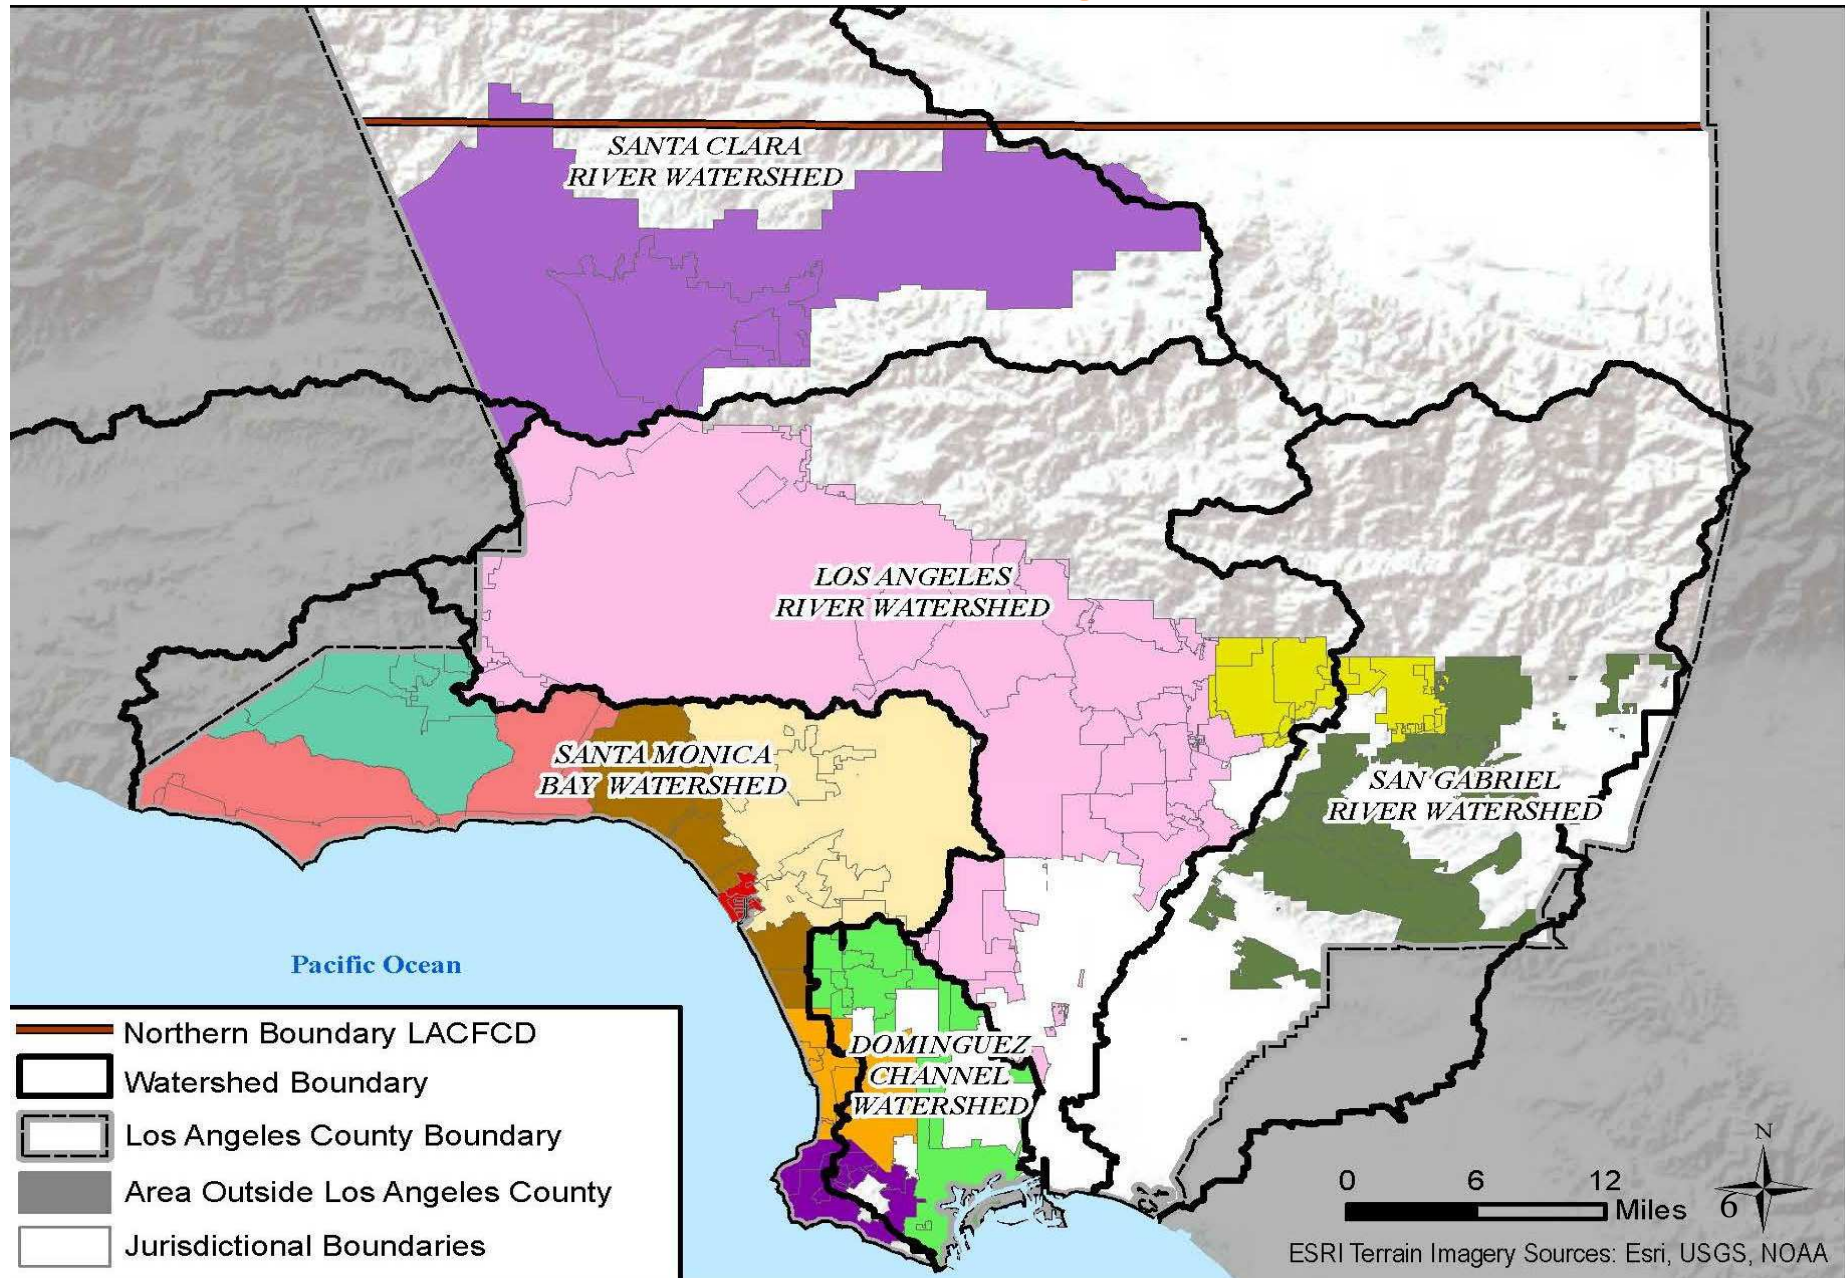 SANTA CLARA
RIVER WATERSHED
LOS ANGELES
RIVER WATERSHED
SANTA MONICA
BAY WATERSHED
SAN GABRIEL
RIVER WATERSHED
Pacific Ocean
DOMINGUEZ
CHANNEL
WATERSHED
Northern Boundary LACFCD
Watershed Boundary
Los Angeles County Boundary
Area Outside Los Angeles County
Jurisdictional Boundaries
N
0 6 12
Miles
6
ESRI Terrain Imagery Sources: Esri, USGS, NOAA